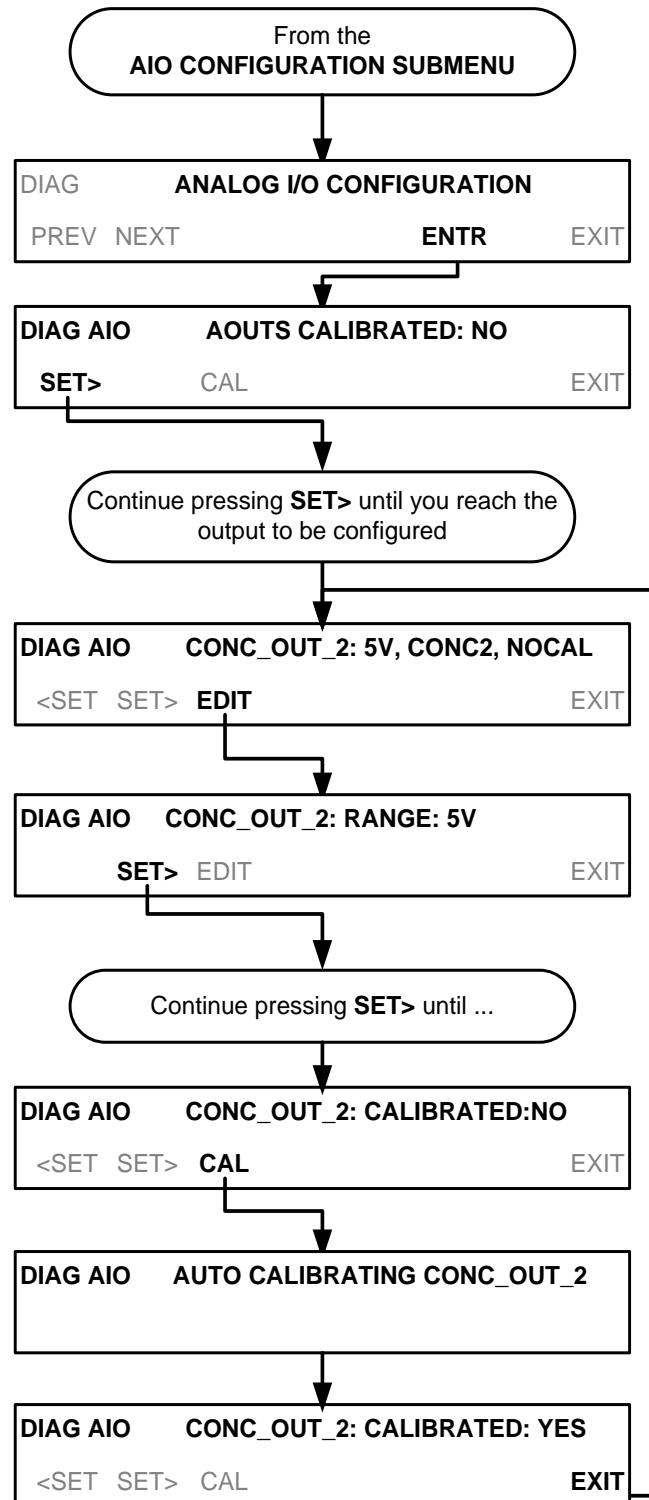 From the
AIO CONFIGURATION SUBMENU
DIAG ANALOG I/O CONFIGURATION
PREV NEXT ENTR EXIT
DIAG AIO AOUTS CALIBRATED: NO
SET> CAL EXIT
Continue pressing SET> until you reach the
output to be configured
DIAG AIO CONC_OUT_2: 5V, CONC2, NOCAL
<SET SET> EDIT EXIT
DIAG AIO CONC_OUT_2: RANGE: 5V
SET> EDIT EXIT
Continue pressing SET> until ...
DIAG AIO CONC_OUT_2: CALIBRATED:NO
<SET SET> CAL EXIT
DIAG AIO AUTO CALIBRATING CONC_OUT_2
DIAG AIO CONC_OUT_2: CALIBRATED: YES
<SET SET> CAL EXIT